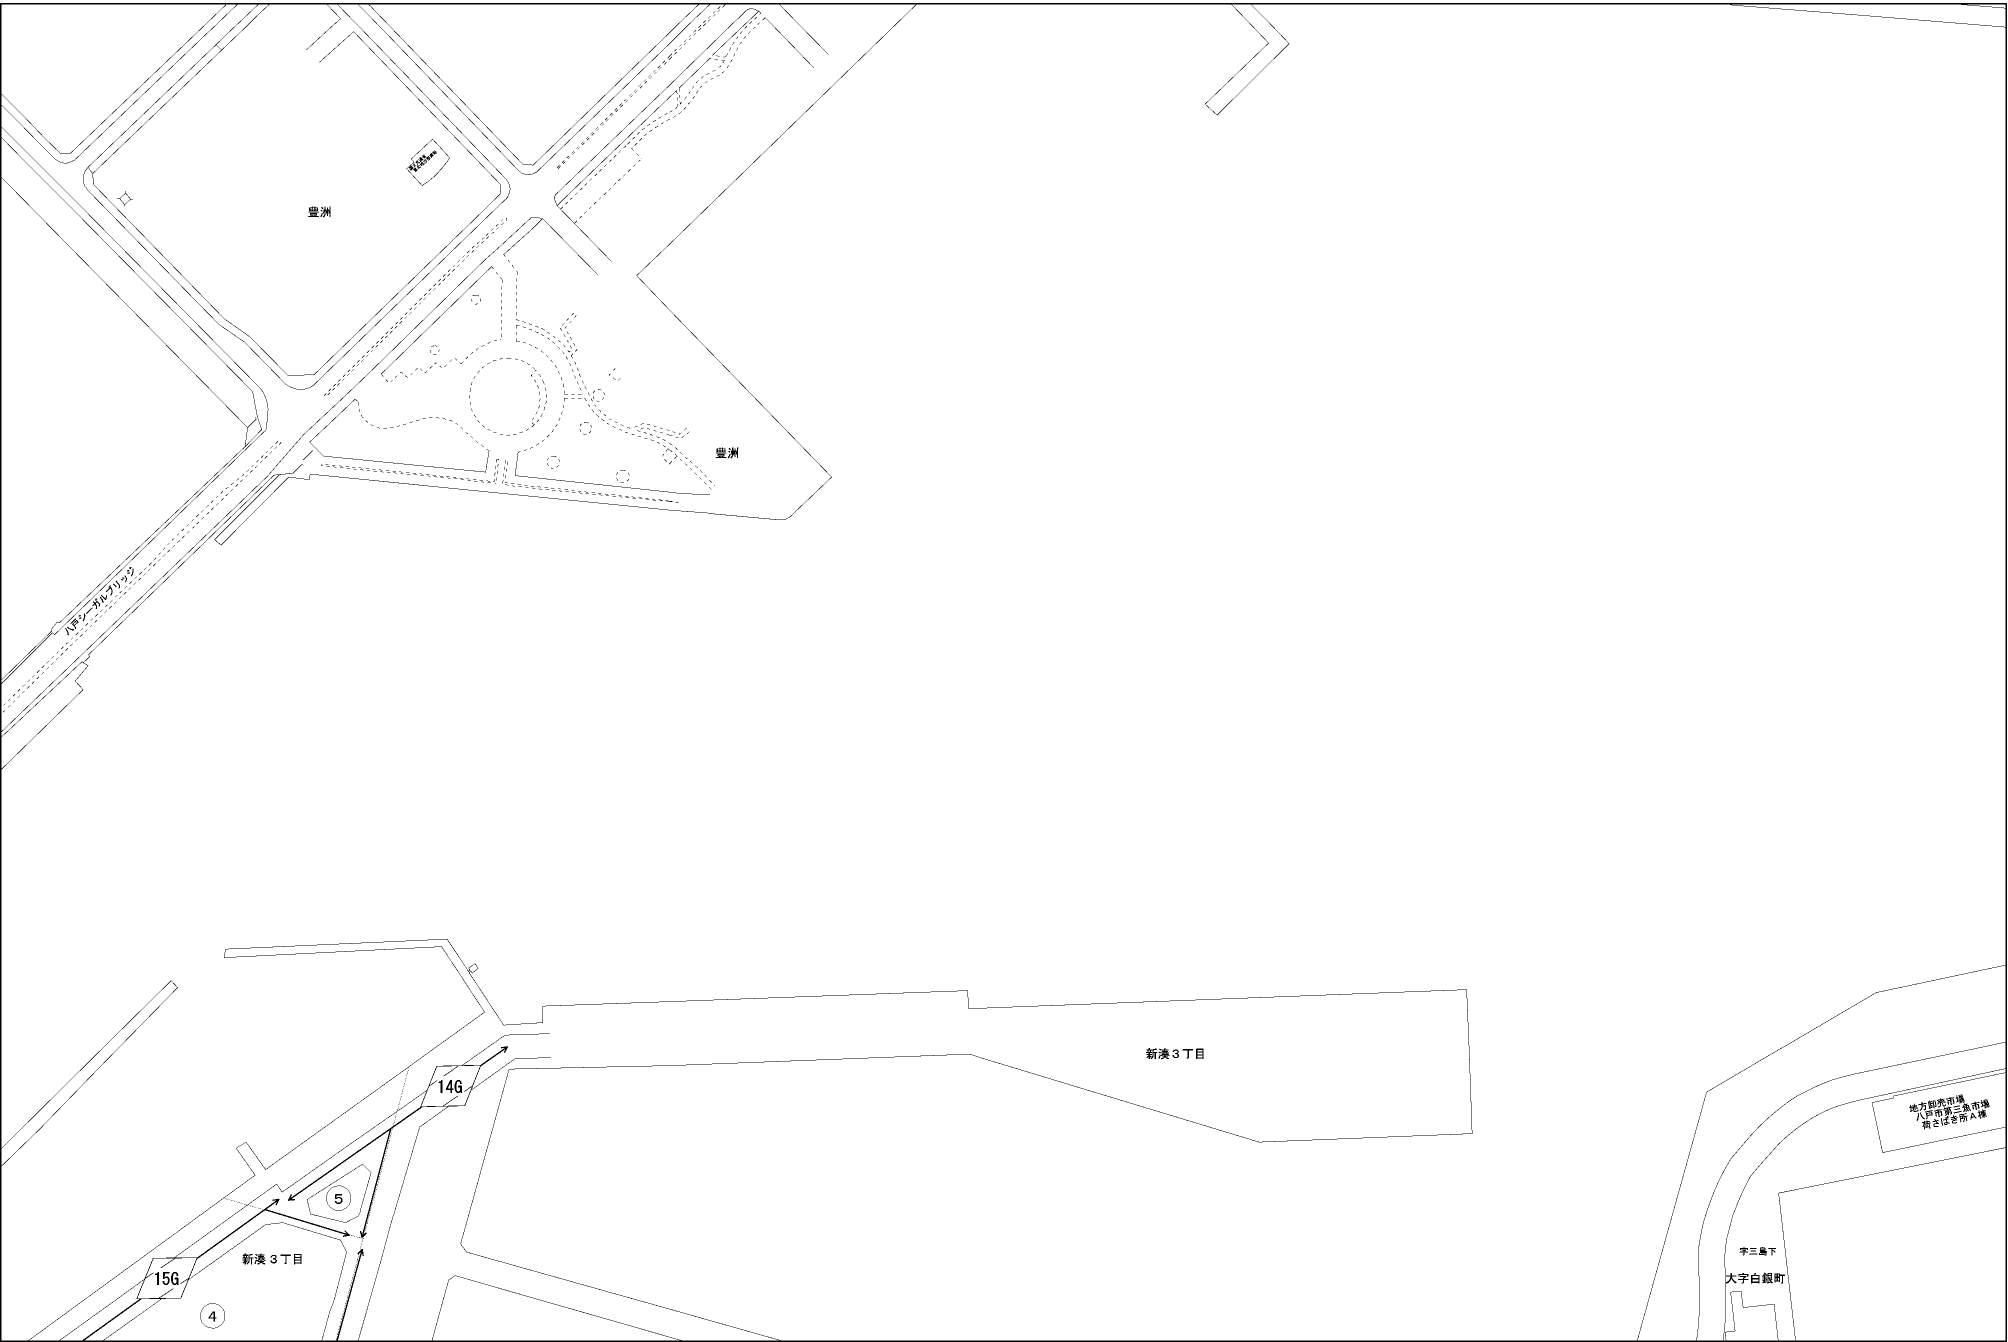 豊洲
豊洲
八戸シーガルブリッジ
新湊３丁目
14G
地方卸売市場
八戸市第三魚市場
荷さばき所Ａ棟
5
字三島下
新湊３丁目
15G
大字白銀町
4